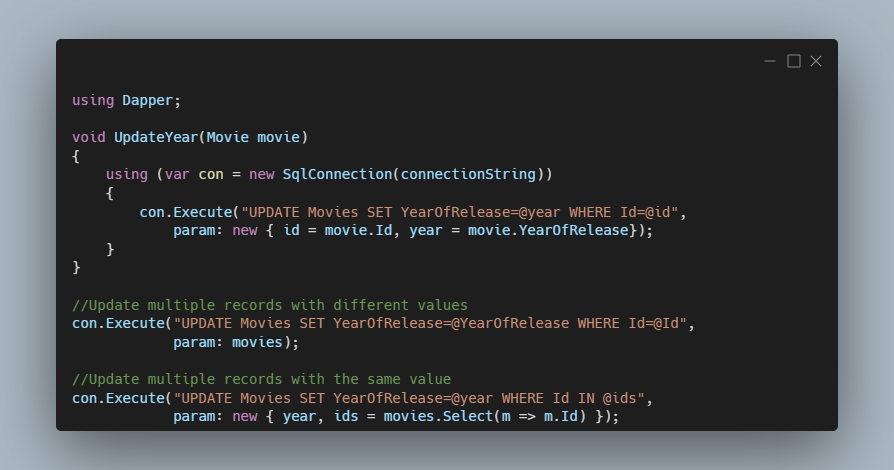 using Dapper;
void UpdateYear(Movie movie)
{
using (var con = new SqlConnection(connectionString))
{
con.Execute("UPDATE Movies SET YearOfRelease=@year WHERE Id=@id",
param: new { id = movie.Id, year = movie.YearOfRelease});
}
}
//Update multiple records with different values
con.Execute("UPDATE Movies SET YearOfRelease=@YearOfRelease WHERE Id=@Id",
param: movies);
//Update multiple records with the same value
con.Execute("UPDATE Movies SET YearOfRelease=@year WHERE Id IN @ids",
param: new { year, ids = movies.Select(m => m.Id) });